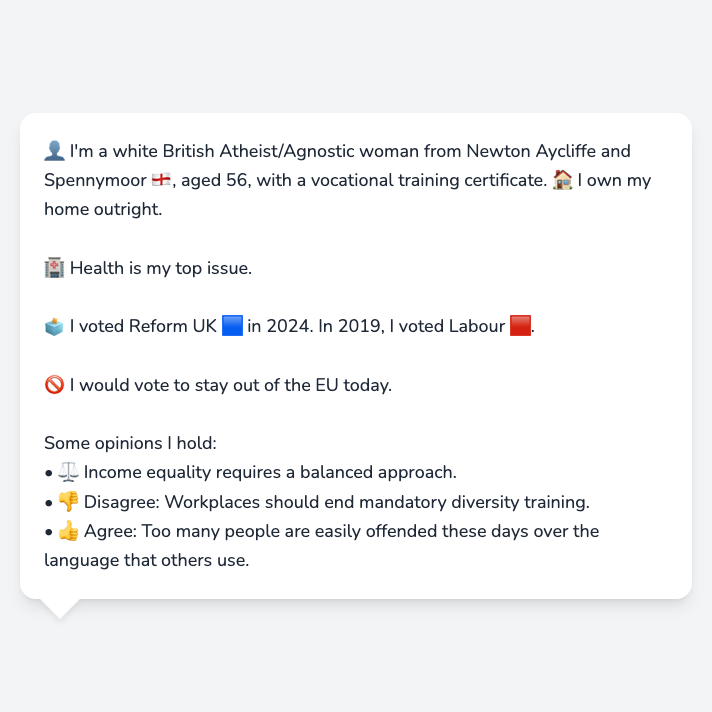 👤 I'm a white British Atheist/Agnostic woman from Newton Aycliffe and
Spennymoor 🏴󠁧󠁢󠁥󠁮󠁧󠁿, aged 56, with a vocational training certificate. 🏠 I own my
home outright.
🏥 Health is my top issue.
🗳️ I voted Reform UK 🟦 in 2024. In 2019, I voted Labour 🟥.
🚫 I would vote to stay out of the EU today.
Some opinions I hold:
• ⚖️ Income equality requires a balanced approach.
• 👎 Disagree: Workplaces should end mandatory diversity training.
• 👍 Agree: Too many people are easily offended these days over the
language that others use.